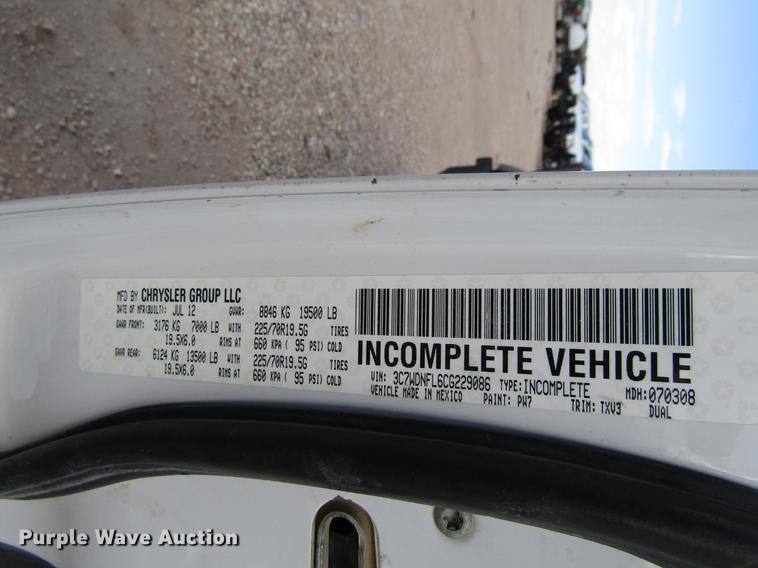 MFD BY CHRYSLER GROUP LLC
DATE OF MFR(BUILT): JUL 12 GVWR: 8846 KG 19500 LB
GAWR FRONT: 3176 KG 7000 LB WITH 225/70R19.5G TIRES
19.5X6.0 RIMS AT 660 KPA ( 95 PSI) COLD
GAWR REAR: 6124 KG 13500 LB WITH 225/70R19.5G TIRES
19.5X6.0 RIMS AT 660 KPA ( 95 PSI) COLD
INCOMPLETE VEHICLE
VIN: 3C7WDNFL6CG229086 TYPE: INCOMPLETE MDH: 070308
VEHICLE MADE IN MEXICO PAINT: PW7 TRIM: TXV3 DUAL
Purple Wave Auction